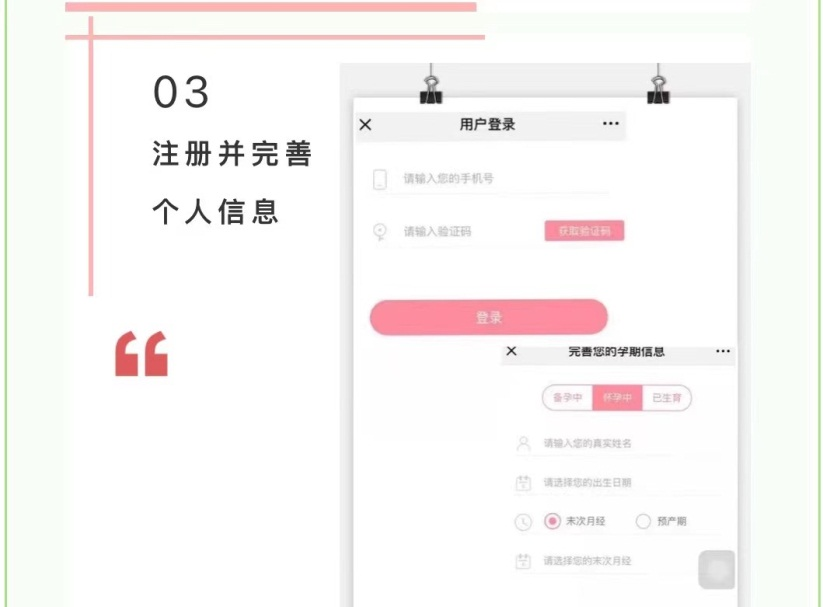 03
注册并完善
个人信息
用户登录
请输入您的手机号
请输入验证码 获取验证码
登录
完善您的孕期信息
备孕中 怀孕中 已生育
请输入您的真实姓名
请选择您的出生日期
末次月经 预产期
请选择您的末次月经